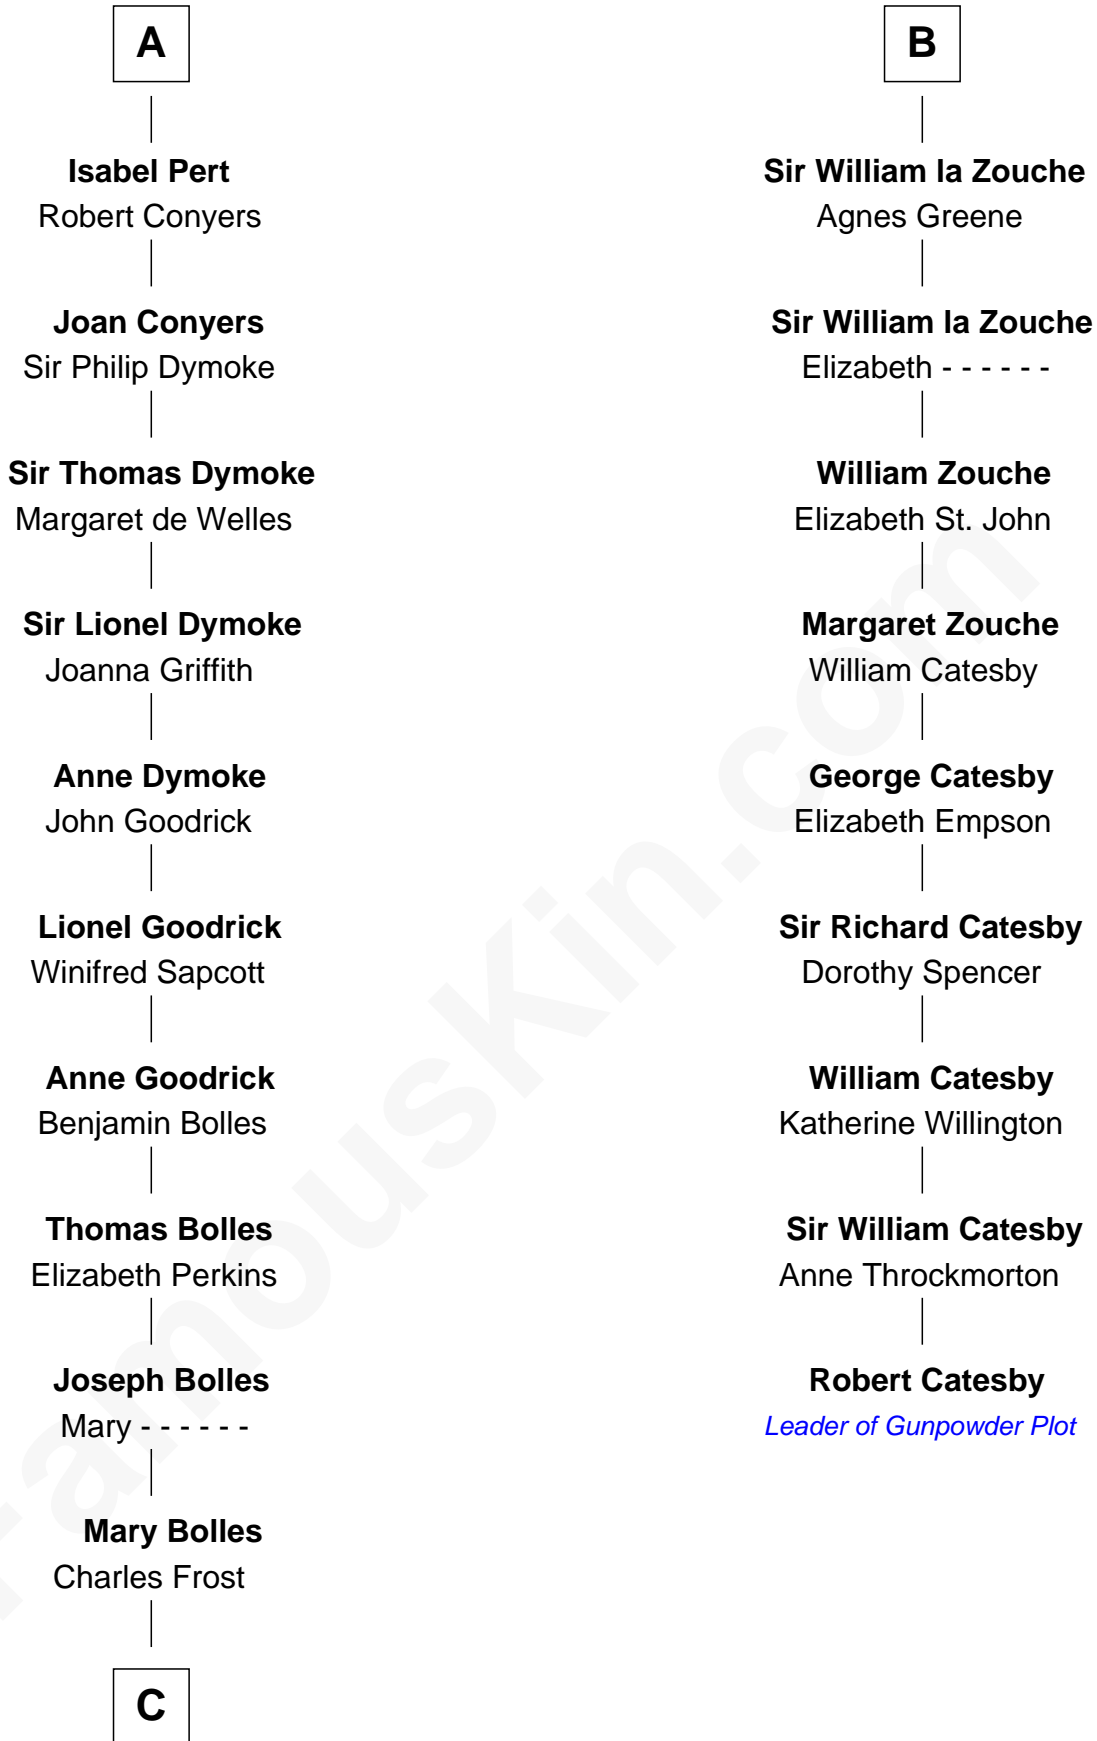 A
Isabel Pert
Robert Conyers
Joan Conyers
Sir Philip Dymoke
Sir Thomas Dymoke
Margaret de Welles
Sir Lionel Dymoke
Joanna Griffith
Anne Dymoke
John Goodrick
Lionel Goodrick
Winifred Sapcott
Anne Goodrick
Benjamin Bolles
Thomas Bolles
Elizabeth Perkins
Joseph Bolles
Mary - - - - - -
Mary Bolles
Charles Frost
C
B
Sir William la Zouche
Agnes Greene
Sir William la Zouche
Elizabeth - - - - - -
William Zouche
Elizabeth St. John
Margaret Zouche
William Catesby
George Catesby
Elizabeth Empson
Sir Richard Catesby
Dorothy Spencer
William Catesby
Katherine Willington
Sir William Catesby
Anne Throckmorton
Robert Catesby
Leader of Gunpowder Plot
FamousKin.com